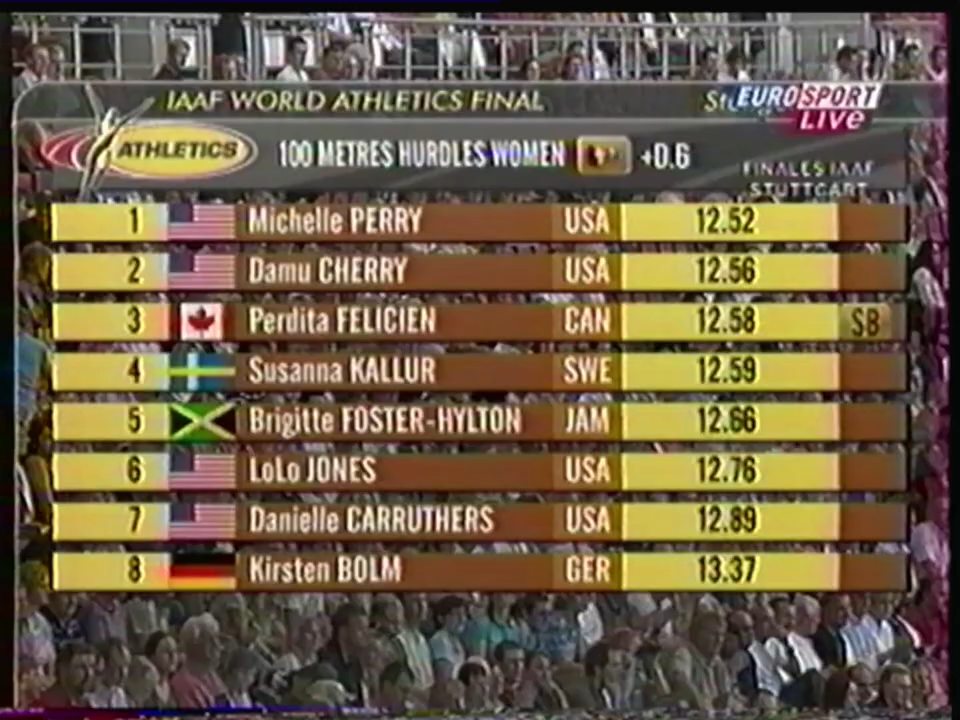 IAAF WORLD ATHLETICS FINAL
EUROSPORT
LIVE
ATHLETICS
100 METRES HURDLES WOMEN +0.6
FINALES IAAF
STUTTGART
1 Michelle PERRY USA 12.52
2 Damu CHERRY USA 12.56
3 Perdita FELICIEN CAN 12.58 SB
4 Susanna KALLUR SWE 12.59
5 Brigitte FOSTER-HYLTON JAM 12.66
6 LoLo JONES USA 12.76
7 Danielle CARRUTHERS USA 12.89
8 Kirsten BOLM GER 13.37